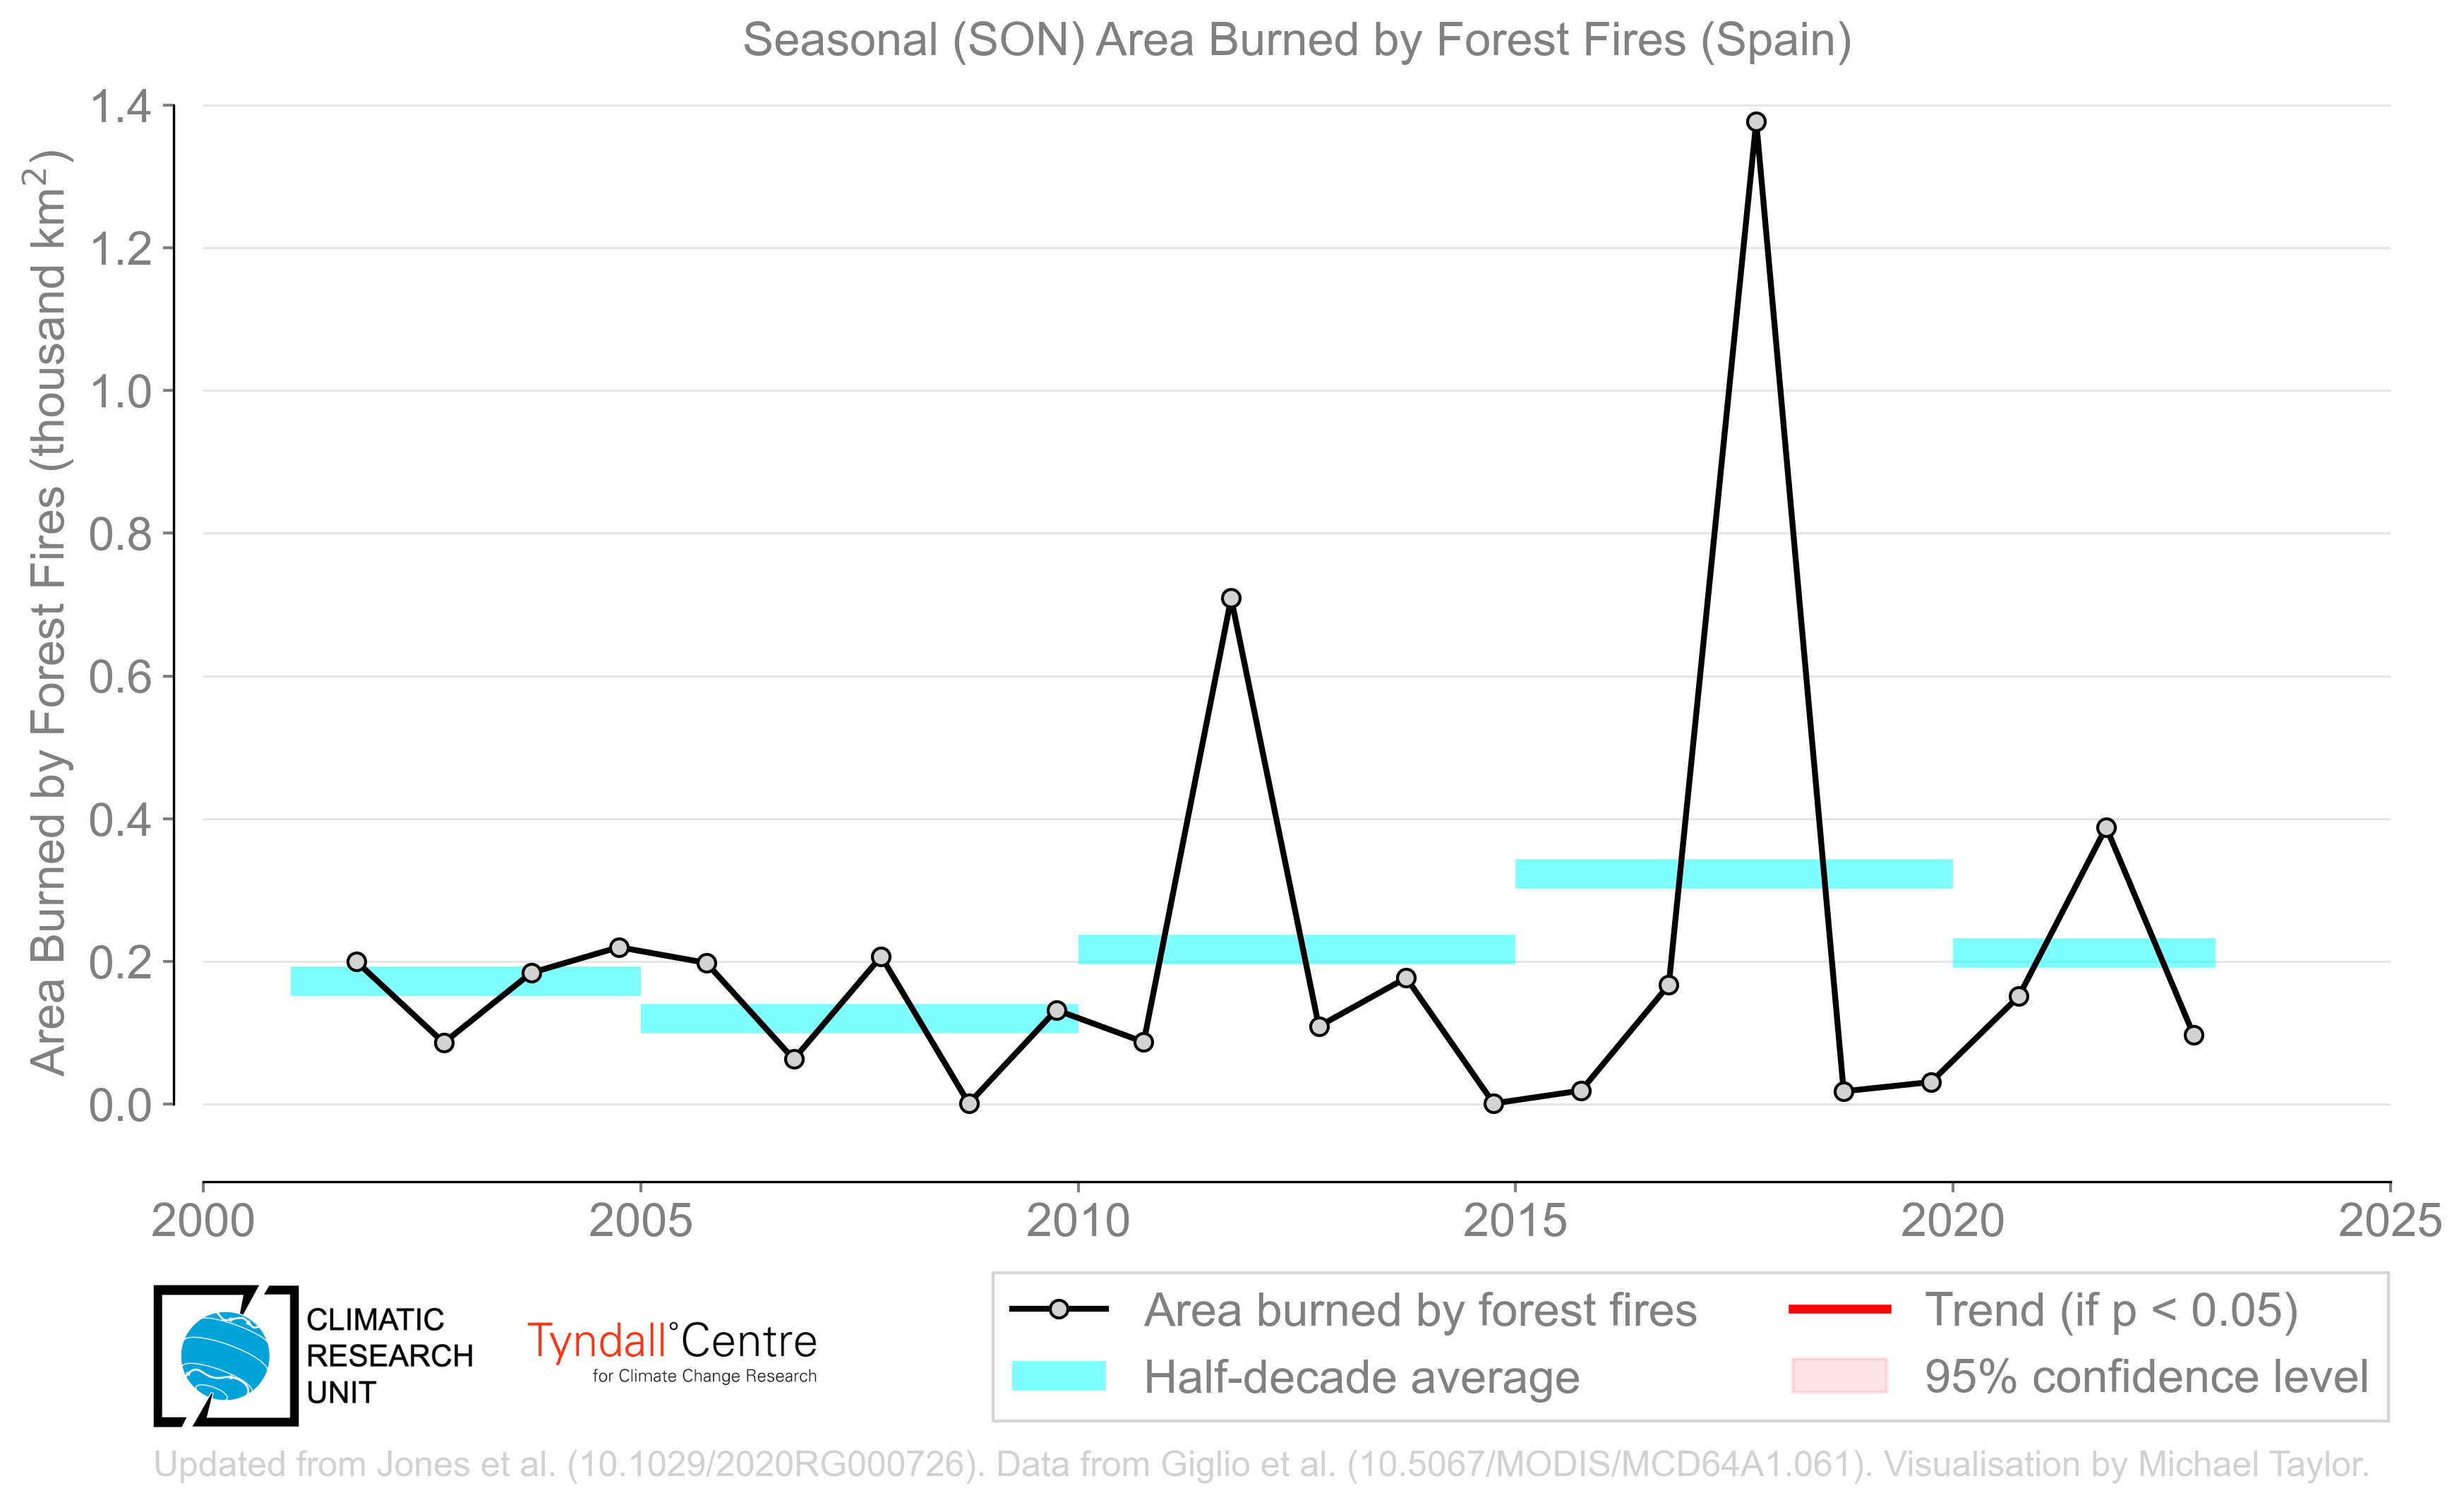 Seasonal (SON) Area Burned by Forest Fires (Spain)
Area Burned by Forest Fires (thousand km²)
1.4
1.2
1.0
0.8
0.6
0.4
0.2
0.0
2000 2005 2010 2015 2020 2025
CLIMATIC
RESEARCH
UNIT
Tyndall°Centre
for Climate Change Research
Area burned by forest fires
Half-decade average
Trend (if p < 0.05)
95% confidence level
Updated from Jones et al. (10.1029/2020RG000726). Data from Giglio et al. (10.5067/MODIS/MCD64A1.061). Visualisation by Michael Taylor.